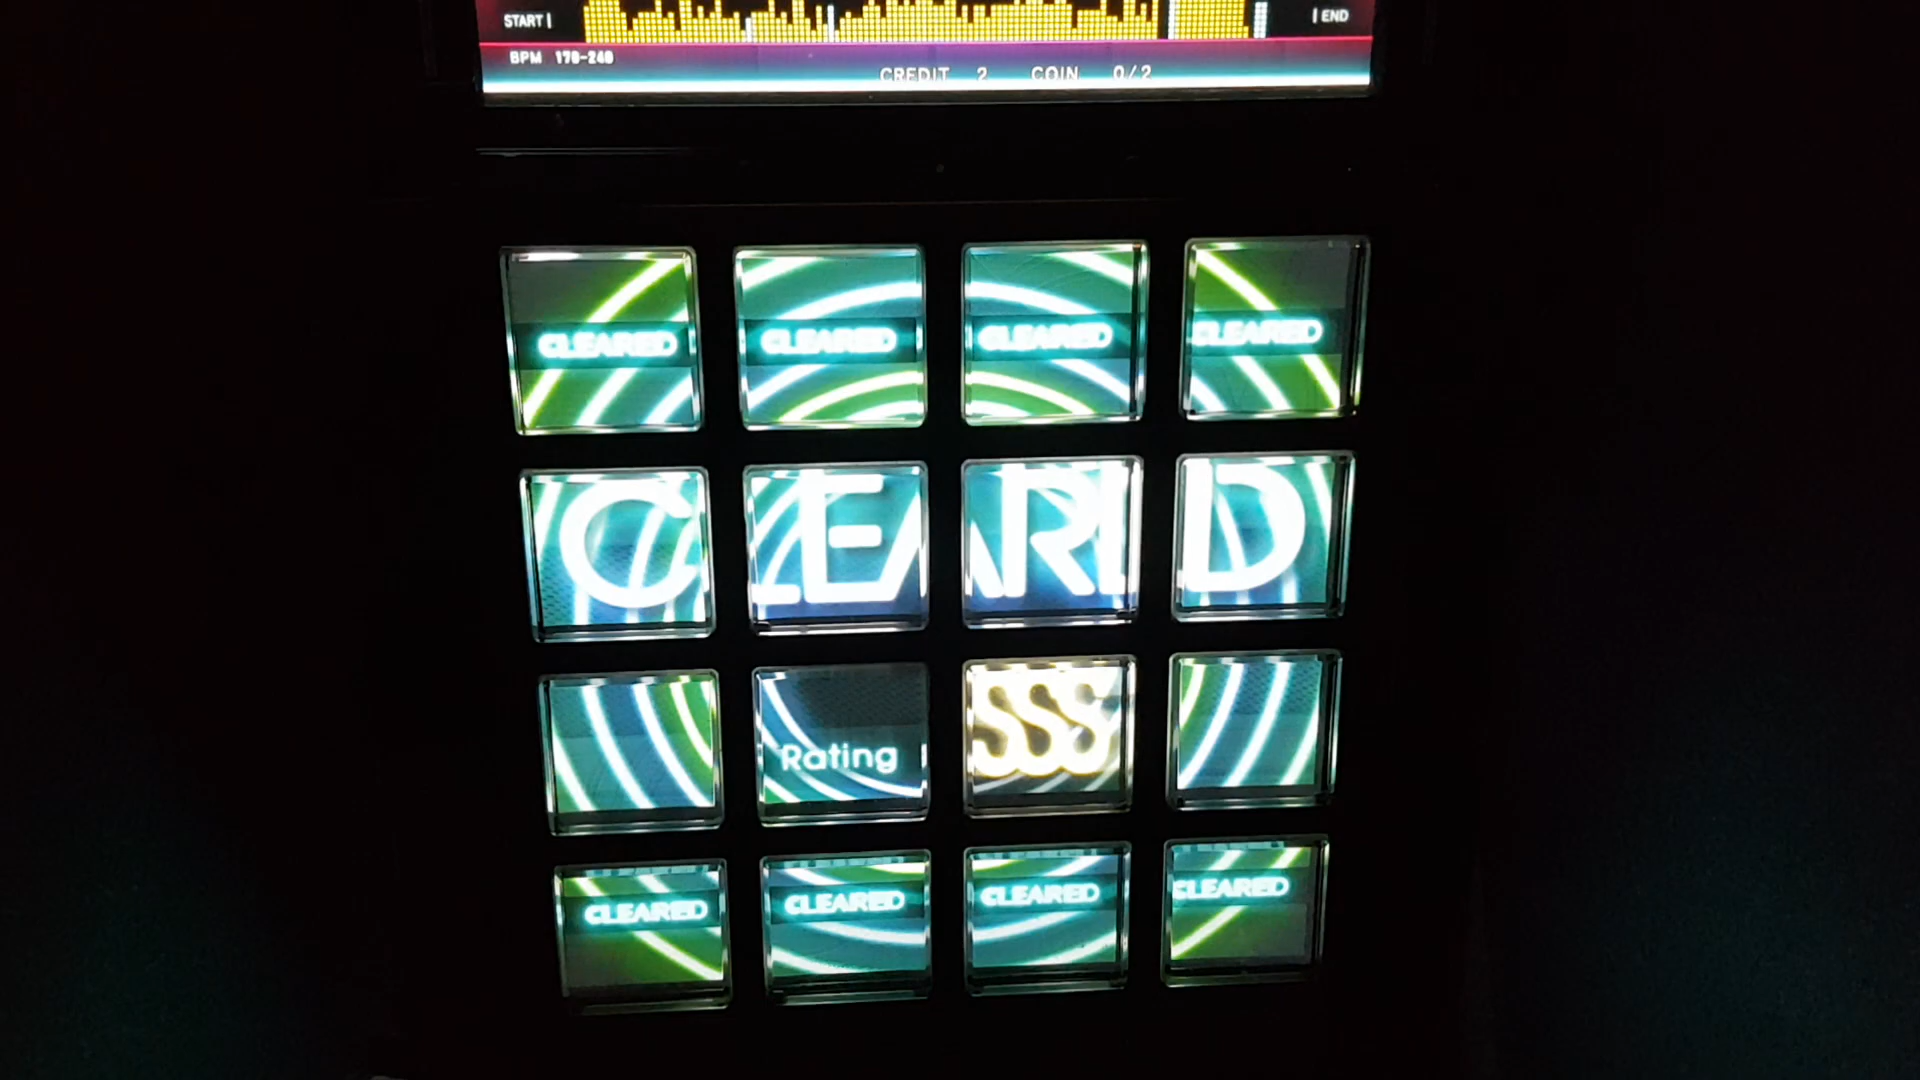 START | | END
BPM 170-240
CREDIT 2 COIN 0/2
CLEARED CLEARED CLEARED CLEARED
CLEARED
Rating SSS
CLEARED CLEARED CLEARED CLEARED